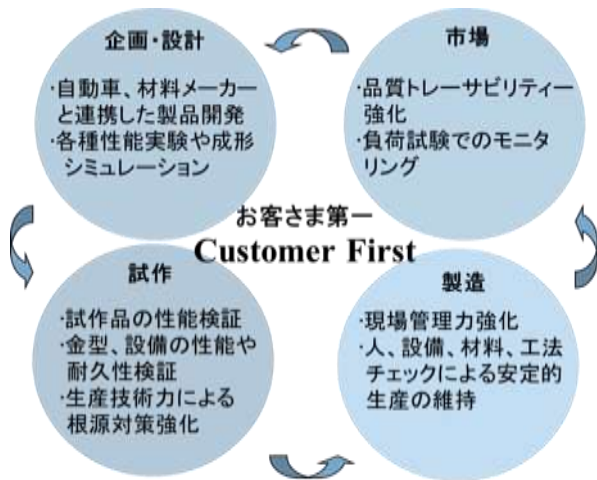 企画・設計
・自動車、材料メーカー
と連携した製品開発
・各種性能実験や成形
シミュレーション
市場
・品質トレーサビリティー
強化
・負荷試験でのモニタ
リング
お客さま第一
Customer First
試作
・試作品の性能検証
・金型、設備の性能や
耐久性検証
・生産技術力による
根源対策強化
製造
・現場管理力強化
・人、設備、材料、工法
チェックによる安定的
生産の維持